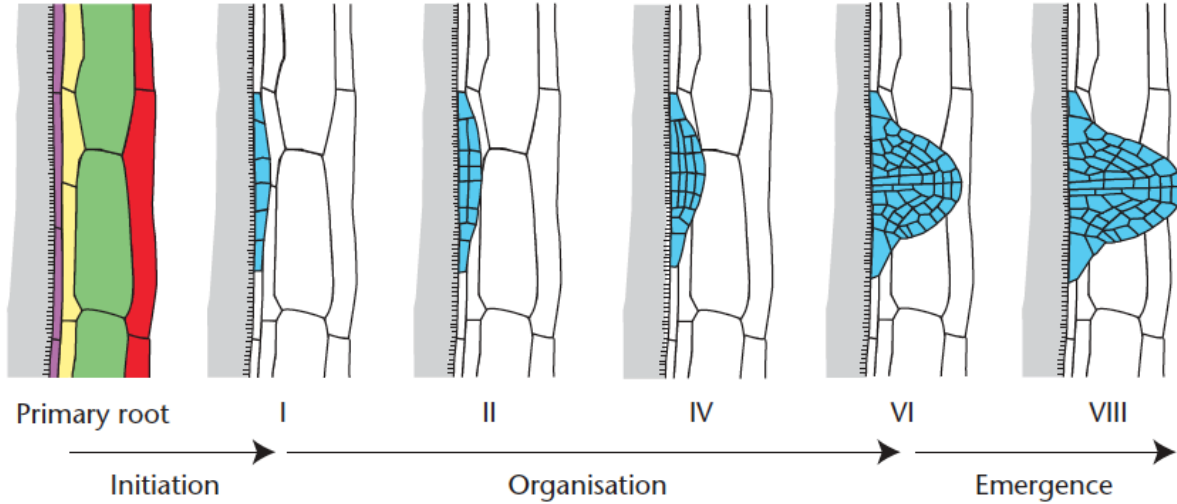 Primary root I II IV VI VIII
Initiation Organisation Emergence